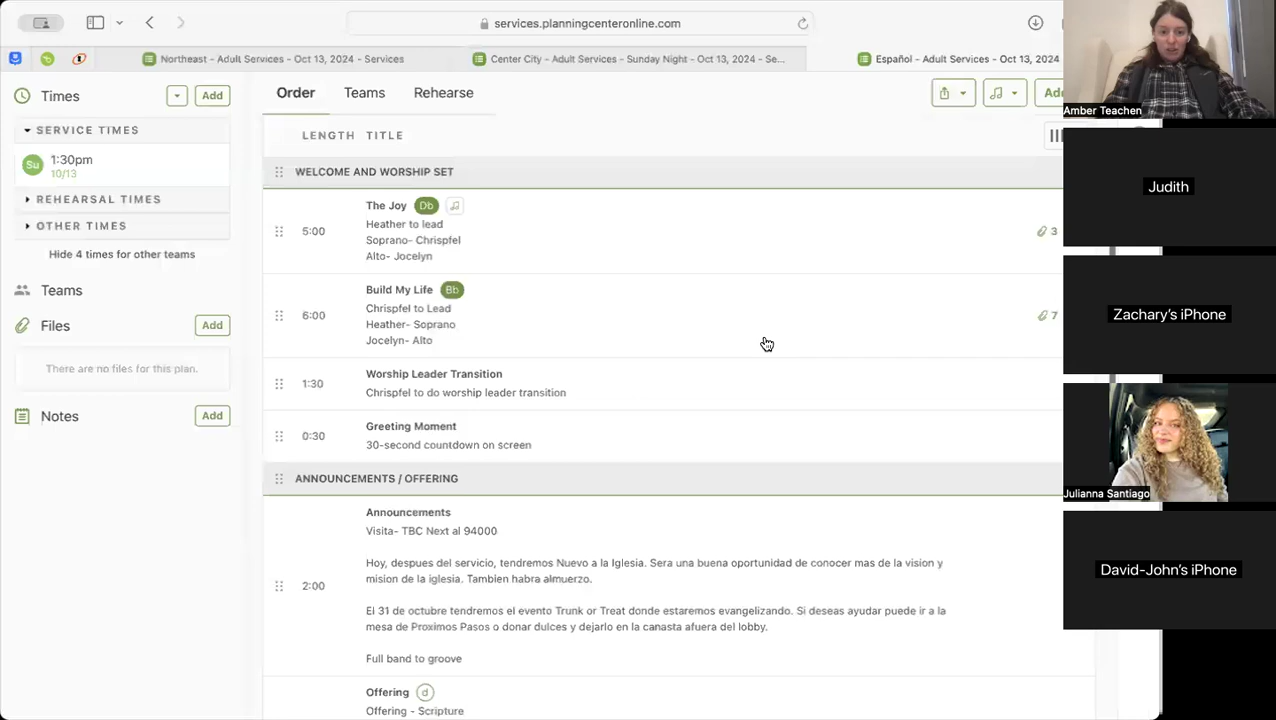 services.planningcenteronline.com
Northeast - Adult Services - Oct 13, 2024 - Services
Center City - Adult Services - Sunday Night - Oct 13, 2024 - Se...
Español - Adult Services - Oct 13, 2024
Times
Add
SERVICE TIMES
Su
1:30pm
10/13
REHEARSAL TIMES
OTHER TIMES
Hide 4 times for other teams
Teams
Files
Add
There are no files for this plan.
Notes
Add
Order
Teams
Rehearse
LENGTH TITLE
WELCOME AND WORSHIP SET
5:00
The Joy Db
Heather to lead
Soprano- Chrispfel
Alto- Jocelyn
3
6:00
Build My Life Bb
Chrispfel to Lead
Heather- Soprano
Jocelyn- Alto
7
1:30
Worship Leader Transition
Chrispfel to do worship leader transition
0:30
Greeting Moment
30-second countdown on screen
ANNOUNCEMENTS / OFFERING
2:00
Announcements
Visita- TBC Next al 94000
Hoy, despues del servicio, tendremos Nuevo a la Iglesia. Sera una buena oportunidad de conocer mas de la vision y
mision de la iglesia. Tambien habra almuerzo.
El 31 de octubre tendremos el evento Trunk or Treat donde estaremos evangelizando. Si deseas ayudar puede ir a la
mesa de Proximos Pasos o donar dulces y dejarlo en la canasta afuera del lobby.
Full band to groove
Offering d
Offering - Scripture
Amber Teachen
Judith
Zachary's iPhone
Julianna Santiago
David-John's iPhone